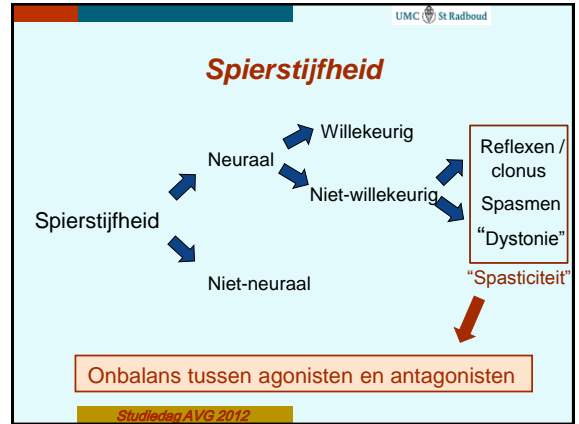 UMC St Radboud
Spierstijfheid
Willekeurig
Neuraal
Reflexen /
clonus
Niet-willekeurig
Spasmen
Spierstijfheid
“Dystonie”
Niet-neuraal
“Spasticiteit”
Onbalans tussen agonisten en antagonisten
Studiedag AVG 2012